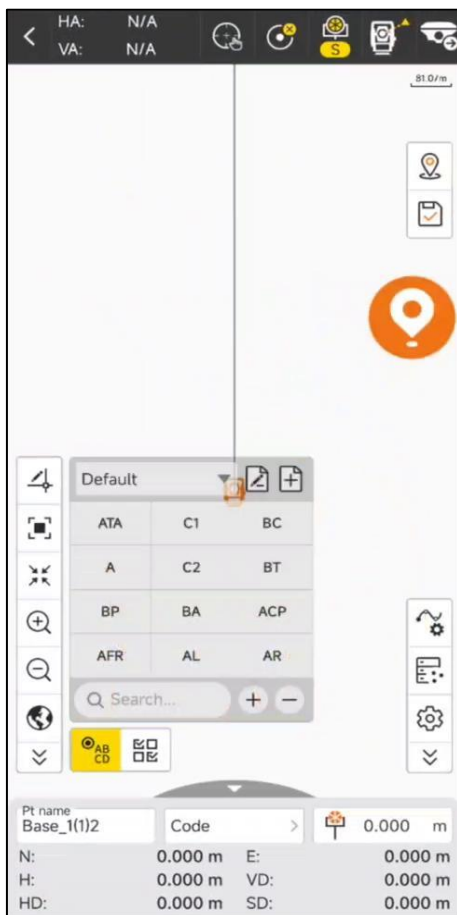 HA: N/A
VA: N/A
S
81.0/m
Default
ATA C1 BC
A C2 BT
BP BA ACP
AFR AL AR
Search...
AB
CD
Pt name
Base_1(1)2 Code 0.000 m
N: 0.000 m E: 0.000 m
H: 0.000 m VD: 0.000 m
HD: 0.000 m SD: 0.000 m